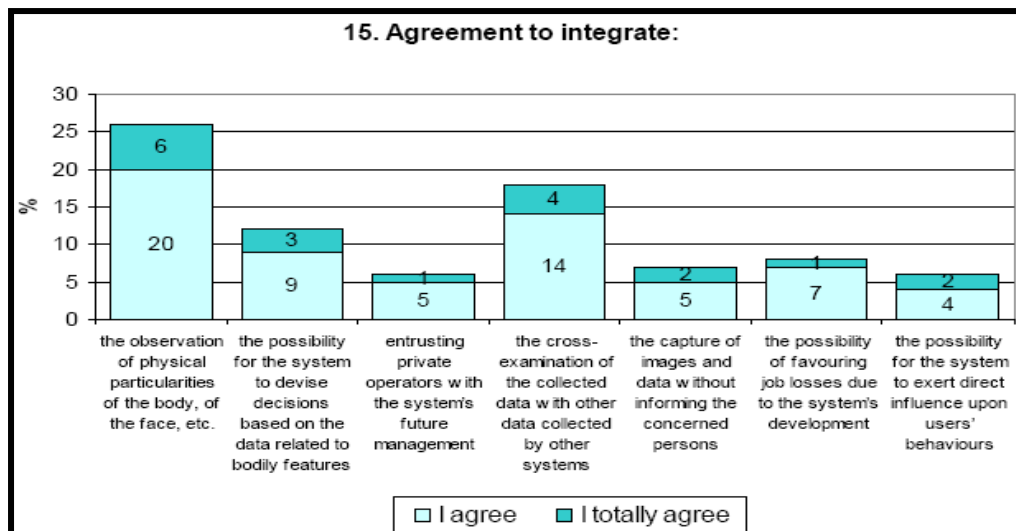 15. Agreement to integrate:
30
25
20
15
10
5
0
%
6
20
3
9
1
5
4
14
2
5
1
7
2
4
the observation
of physical
particularities
of the body, of
the face, etc.
the possibility
for the system
to devise
decisions
based on the
data related to
bodily features
entrusting
private
operators with
the system's
future
management
the cross-
examination of
the collected
data with other
data collected
by other
systems
the capture of
images and
data without
informing the
concerned
persons
the possibility
of favouring
job losses due
to the system's
development
the possibility
for the system
to exert direct
influence upon
users'
behaviours
I agree
I totally agree